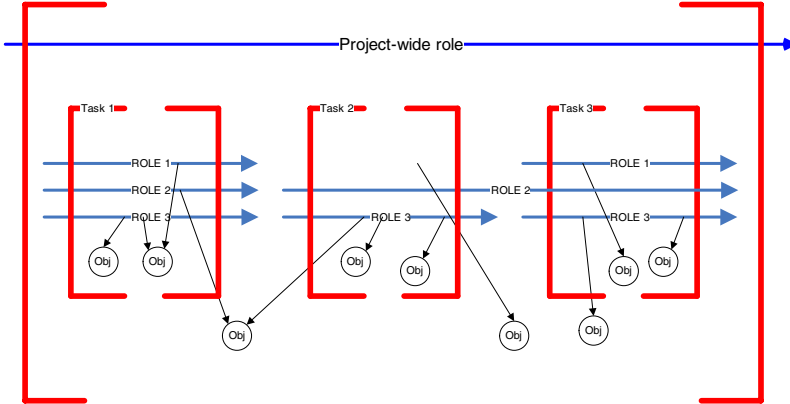 Project-wide role
Task 1
Task 2
Task 3
ROLE 1
ROLE 1
ROLE 2
ROLE 2
ROLE 3
ROLE 3
ROLE 3
Obj
Obj
Obj
Obj
Obj
Obj
Obj
Obj
Obj